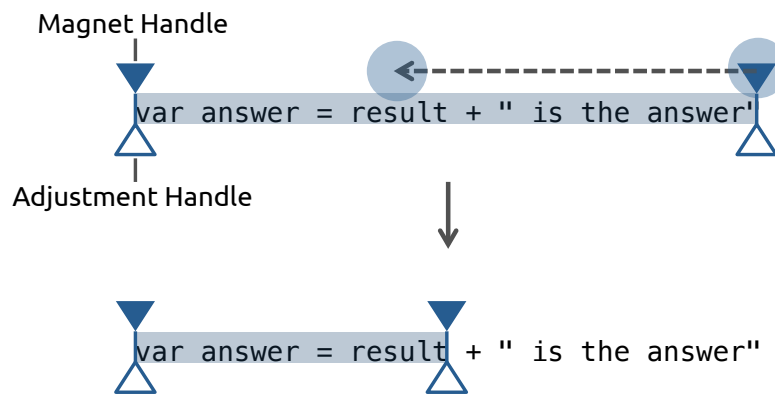 Magnet Handle
var answer = result + " is the answer"
Adjustment Handle
var answer = result + " is the answer"